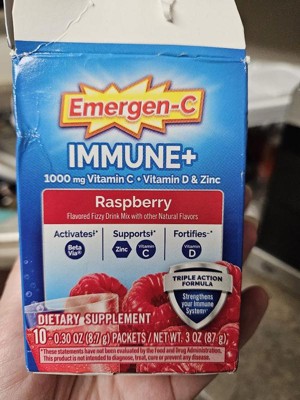 Emergen-C
IMMUNE+
1000 mg Vitamin C • Vitamin D & Zinc
Raspberry
Flavored Fizzy Drink Mix with other Natural Flavors
Activates‡* Supports‡* Fortifies~*
Beta Via® Zinc Vitamin C Vitamin D
TRIPLE ACTION
FORMULA
Strengthens
your Immune
System‡*
DIETARY SUPPLEMENT
10 - 0.30 OZ (8.7 g) PACKETS / NET WT. 3 OZ (87 g)
*These statements have not been evaluated by the Food and Drug Administration.
This product is not intended to diagnose, treat, cure or prevent any disease.